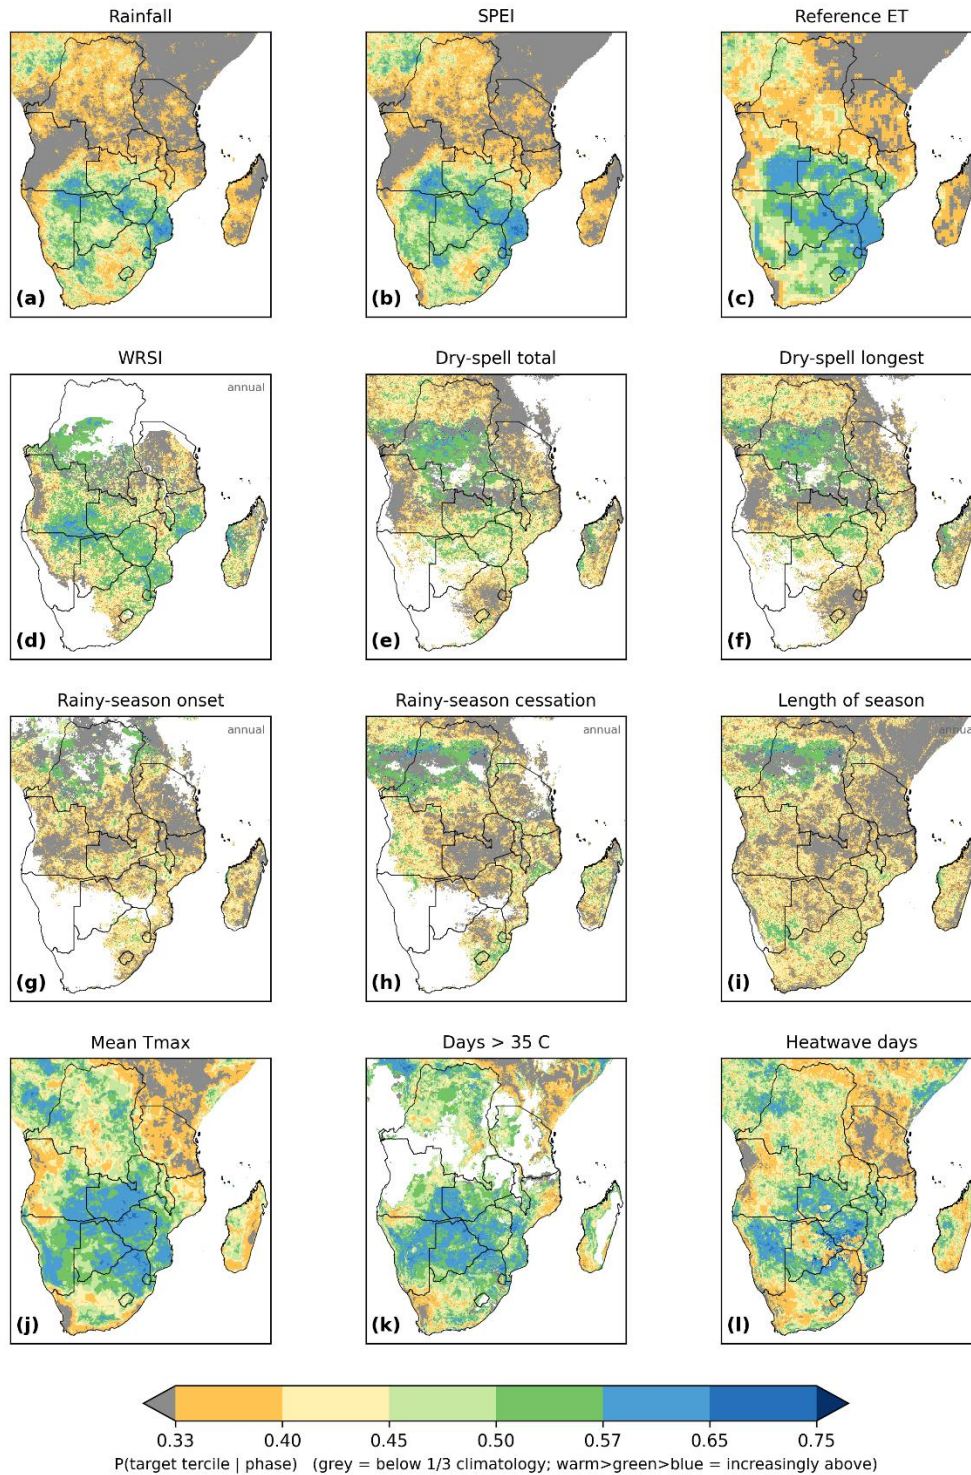 Rainfall
SPEI
Reference ET
(a)
(b)
(c)
WRSI
Dry-spell total
Dry-spell longest
annual
(d)
(e)
(f)
Rainy-season onset
Rainy-season cessation
Length of season
annual
annual
annual
(g)
(h)
(i)
Mean Tmax
Days > 35 C
Heatwave days
(j)
(k)
(l)
0.33 0.40 0.45 0.50 0.57 0.65 0.75
P(target tercile | phase) (grey = below 1/3 climatology; warm>green>blue = increasingly above)